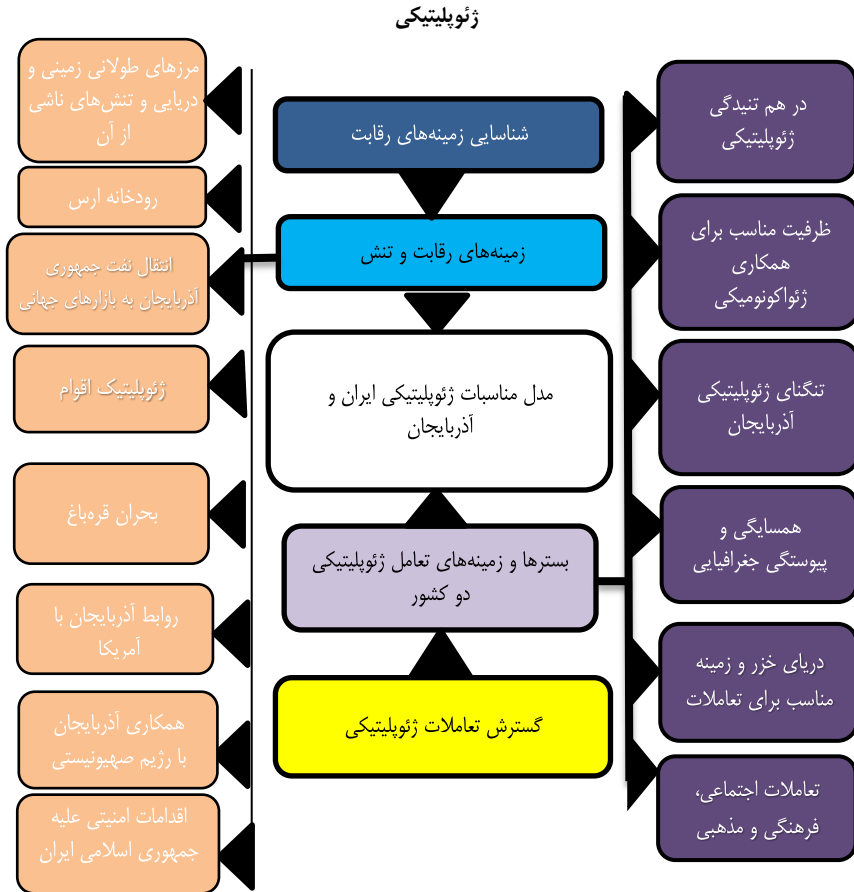 ژئوپلیتیکی
در هم تنیدگی
ژئوپلیتیکی
ظرفیت مناسب برای
همکاری
ژئواکونومیکی
تنگنای ژئوپلیتیکی
آذربایجان
همسایگی و
پیوستگی جغرافیایی
دریای خزر و زمینه
مناسب برای تعاملات
تعاملات اجتماعی،
فرهنگی و مذهبی
شناسایی زمینه‌های رقابت
زمینه‌های رقابت و تنش
مدل مناسبات ژئوپلیتیکی ایران و
آذربایجان
بسترها و زمینه‌های تعامل ژئوپلیتیکی
دو کشور
گسترش تعاملات ژئوپلیتیکی
مرزهای طولانی زمینی و
دریایی و تنش‌های ناشی
از آن
رودخانه ارس
انتقال نفت جمهوری
آذربایجان به بازارهای جهانی
ژئوپلیتیک اقوام
بحران قره‌باغ
روابط آذربایجان با
آمریکا
همکاری آذربایجان
با رژیم صهیونیستی
اقدامات امنیتی علیه
جمهوری اسلامی ایران